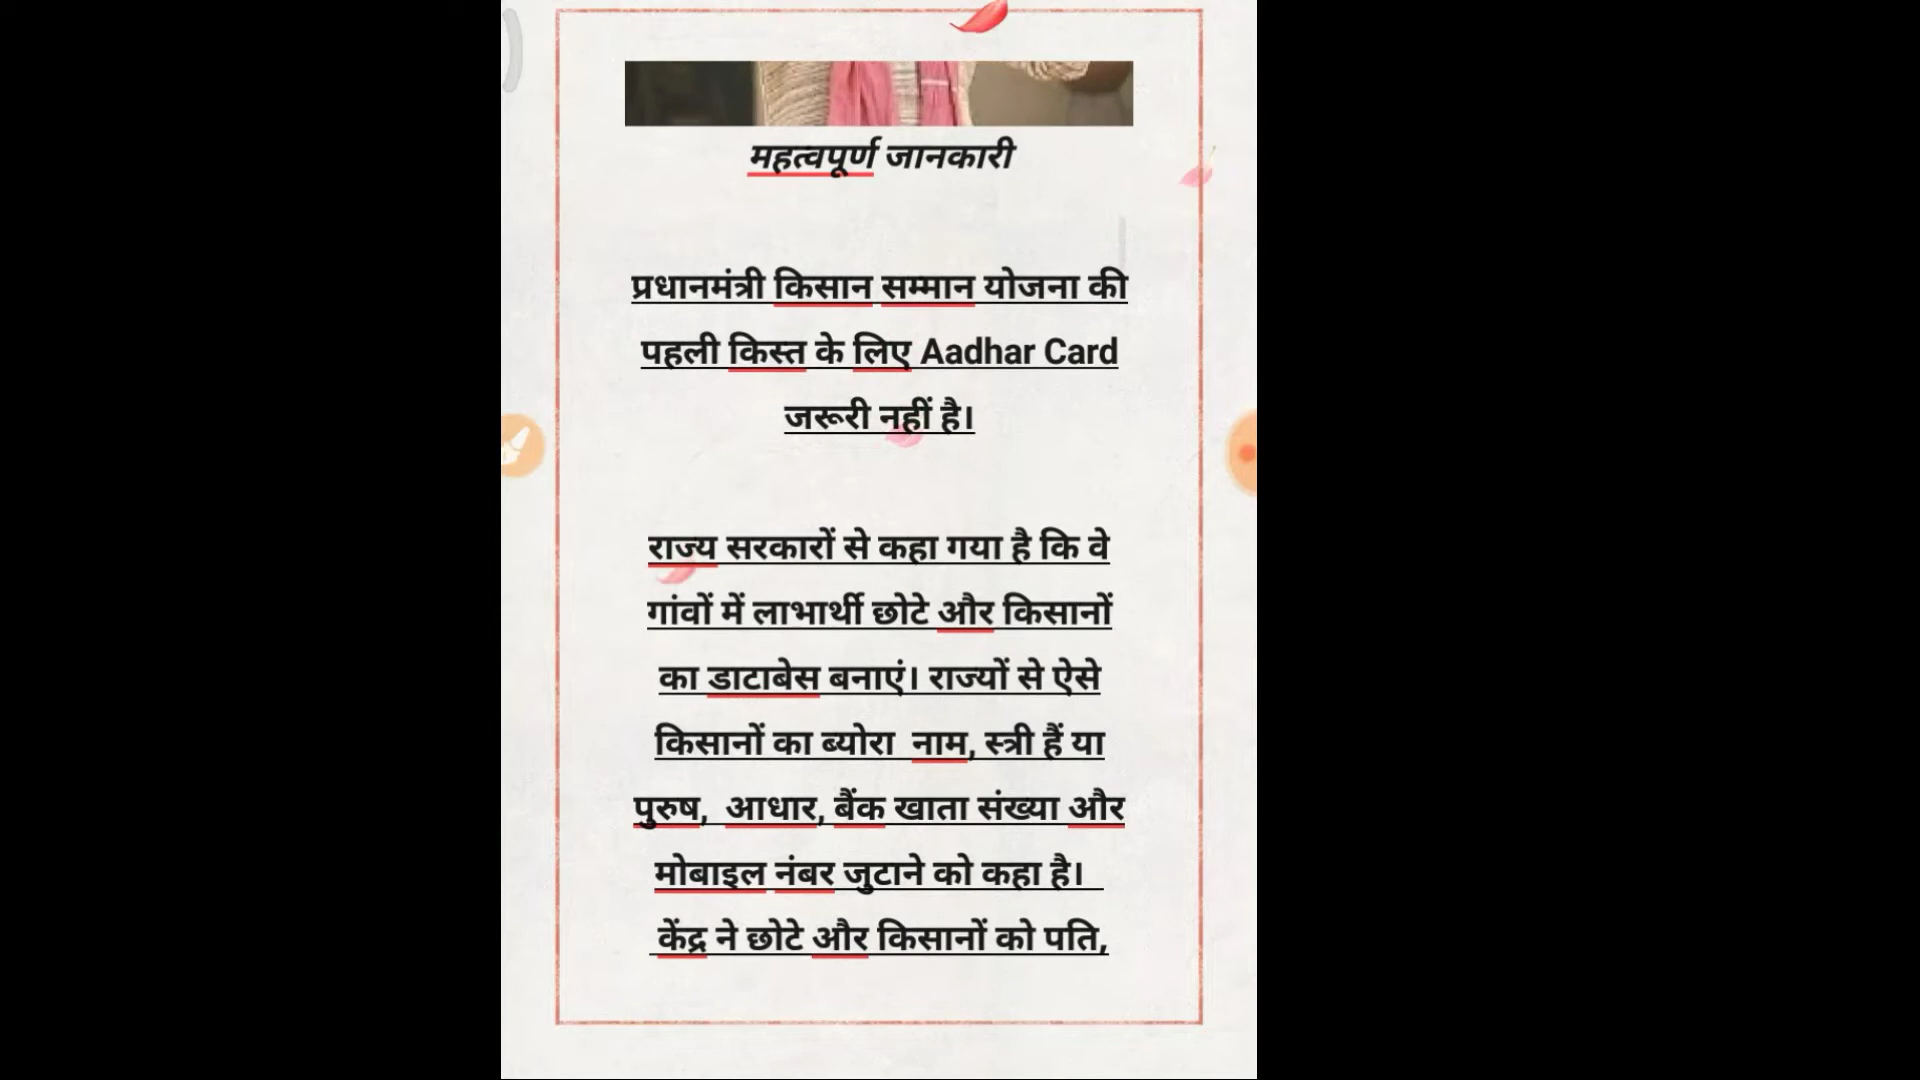 महत्वपूर्ण जानकारी
प्रधानमंत्री किसान सम्मान योजना की
पहली किस्त के लिए Aadhar Card
जरूरी नहीं है।
राज्य सरकारों से कहा गया है कि वे
गांवों में लाभार्थी छोटे और किसानों
का डाटाबेस बनाएं। राज्यों से ऐसे
किसानों का ब्योरा नाम, स्त्री हैं या
पुरुष, आधार, बैंक खाता संख्या और
मोबाइल नंबर जुटाने को कहा है।
केंद्र ने छोटे और किसानों को पति,